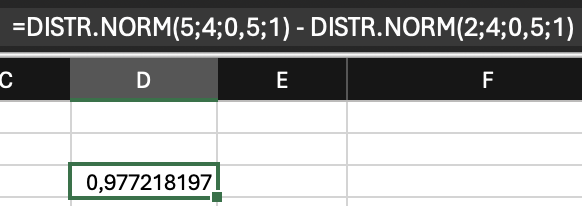 =DISTR.NORM(5;4;0,5;1) - DISTR.NORM(2;4;0,5;1)
C D E F
0,977218197